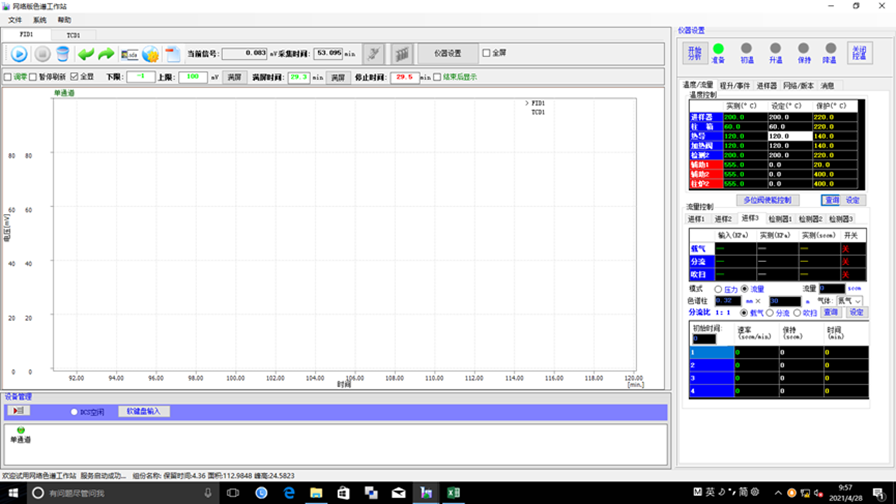 网络版色谱工作站
文件 系统 帮助
FID1 TCD1
当前信号: 0.083 mV 采集时间: 53.095 min 仪器设置 全屏
调零 暂停刷新 全显 下限: -1 上限: 100 mV 满屏 满屏时间: 29.3 min 满屏 停止时间: 29.5 min 结束后显示
单通道
FID1
TCD1
80 80
60 60
电压[mV]
40 40
20 20
0 0
92.00 94.00 96.00 98.00 100.00 102.00 104.00 106.00 108.00 110.00 112.00 114.00 116.00 118.00 120.00
时间 [min.]
设备管理
BCS空闲 软键盘输入
单通道
欢迎试用网络色谱工作站 服务启动成功... 组份名称: 保留时间:4.36 面积:112.9848 峰高:24.5823
仪器设置
开始分析 准备 初温 升温 保持 降温 关闭控温
温度/流量 程升/事件 进样器 网络/版本 消息
温度控制
实测(°C) 设定(°C) 保护(°C)
进样器 200.0 200.0 220.0
柱 箱 60.0 60.0 220.0
热导 120.0 120.0 140.0
加热阀 120.0 120.0 140.0
检测2 200.0 200.0 220.0
辅助1 555.0 0.0 20.0
辅助2 555.0 0.0 400.0
柱炉2 555.0 0.0 400.0
多位阀使能控制 查询 设定
流量控制
进样1 进样2 进样3 检测器1 检测器2 检测器3
输入(KPa) 实测(KPa) 实测(sccm) 开关
载气 关
分流 关
吹扫 关
模式 压力 流量 流量 0 sccm
色谱柱 0.32 mm × 30 m 气体: 氮气
分流比 1: 1 载气 分流 吹扫 查询 设定
初始时间: 0 速率(sccm/min) 保持(sccm) 时间(min)
1 0 0 0
2 0 0 0
3 0 0 0
4 0 0 0
有问题尽管问我
M 英 简
9:57
2021/4/28